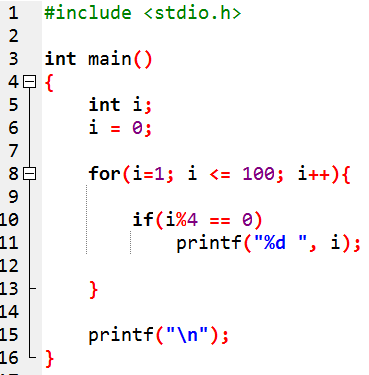 1 #include <stdio.h>
2
3 int main()
4 {
5 int i;
6 i = 0;
7
8 for(i=1; i <= 100; i++){
9
10 if(i%4 == 0)
11 printf("%d ", i);
12
13 }
14
15 printf("\n");
16 }